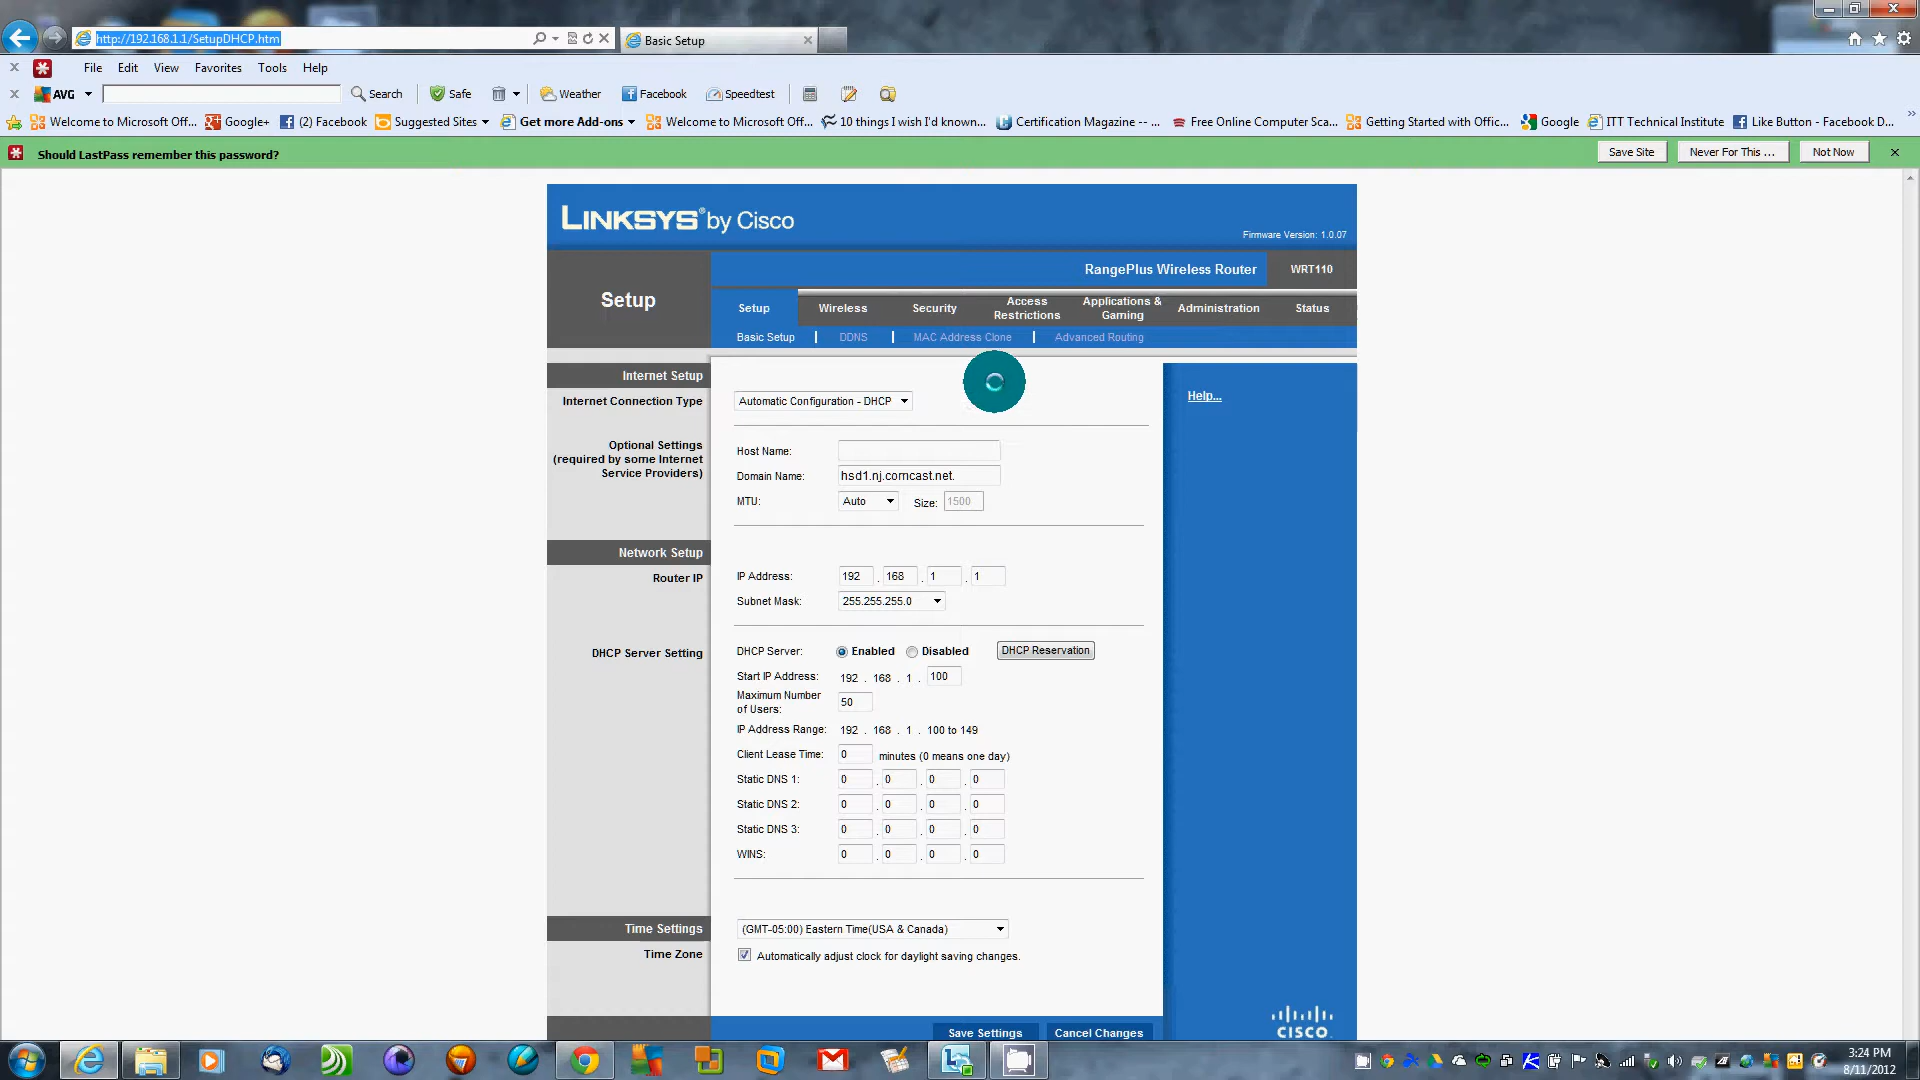 http://192.168.1.1/SetupDHCP.htm
Basic Setup
File Edit View Favorites Tools Help
AVG Search Safe Weather Facebook Speedtest
Welcome to Microsoft Off... Google+ (2) Facebook Suggested Sites Get more Add-ons Welcome to Microsoft Off... 10 things I wish I'd known... Certification Magazine -- ... Free Online Computer Sca... Getting Started with Offic... Google ITT Technical Institute Like Button - Facebook D...
Should LastPass remember this password? Save Site Never For This ... Not Now
LINKSYS® by Cisco
Firmware Version: 1.0.07
RangePlus Wireless Router WRT110
Setup
Setup Wireless Security Access Restrictions Applications & Gaming Administration Status
Basic Setup | DDNS | MAC Address Clone | Advanced Routing
Internet Setup
Internet Connection Type Automatic Configuration - DHCP
Help...
Optional Settings
(required by some Internet
Service Providers)
Host Name:
Domain Name: hsd1.nj.comcast.net.
MTU: Auto Size: 1500
Network Setup
Router IP
IP Address: 192 . 168 . 1 . 1
Subnet Mask: 255.255.255.0
DHCP Server Setting
DHCP Server: Enabled Disabled DHCP Reservation
Start IP Address: 192 . 168 . 1 . 100
Maximum Number
of Users: 50
IP Address Range: 192 . 168 . 1 . 100 to 149
Client Lease Time: 0 minutes (0 means one day)
Static DNS 1: 0 . 0 . 0 . 0
Static DNS 2: 0 . 0 . 0 . 0
Static DNS 3: 0 . 0 . 0 . 0
WINS: 0 . 0 . 0 . 0
Time Settings
Time Zone
(GMT-05:00) Eastern Time(USA & Canada)
Automatically adjust clock for daylight saving changes.
CISCO
Save Settings Cancel Changes
3:24 PM
8/11/2012